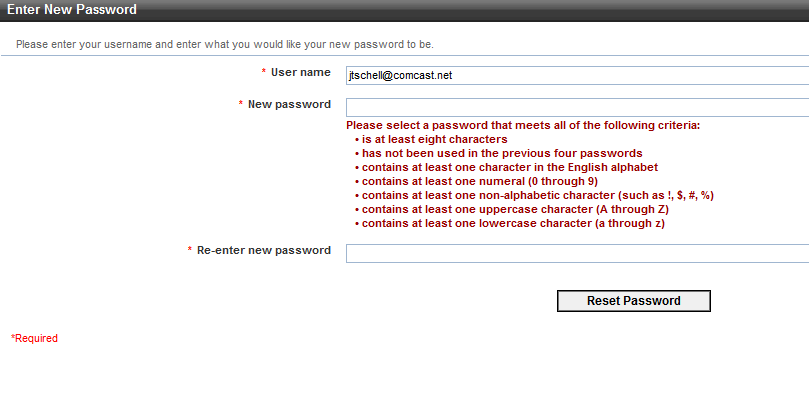 Enter New Password
Please enter your username and enter what you would like your new password to be.
* User name
jtschell@comcast.net
* New password
Please select a password that meets all of the following criteria:
• is at least eight characters
• has not been used in the previous four passwords
• contains at least one character in the English alphabet
• contains at least one numeral (0 through 9)
• contains at least one non-alphabetic character (such as !, $, #, %)
• contains at least one uppercase character (A through Z)
• contains at least one lowercase character (a through z)
* Re-enter new password
Reset Password
*Required